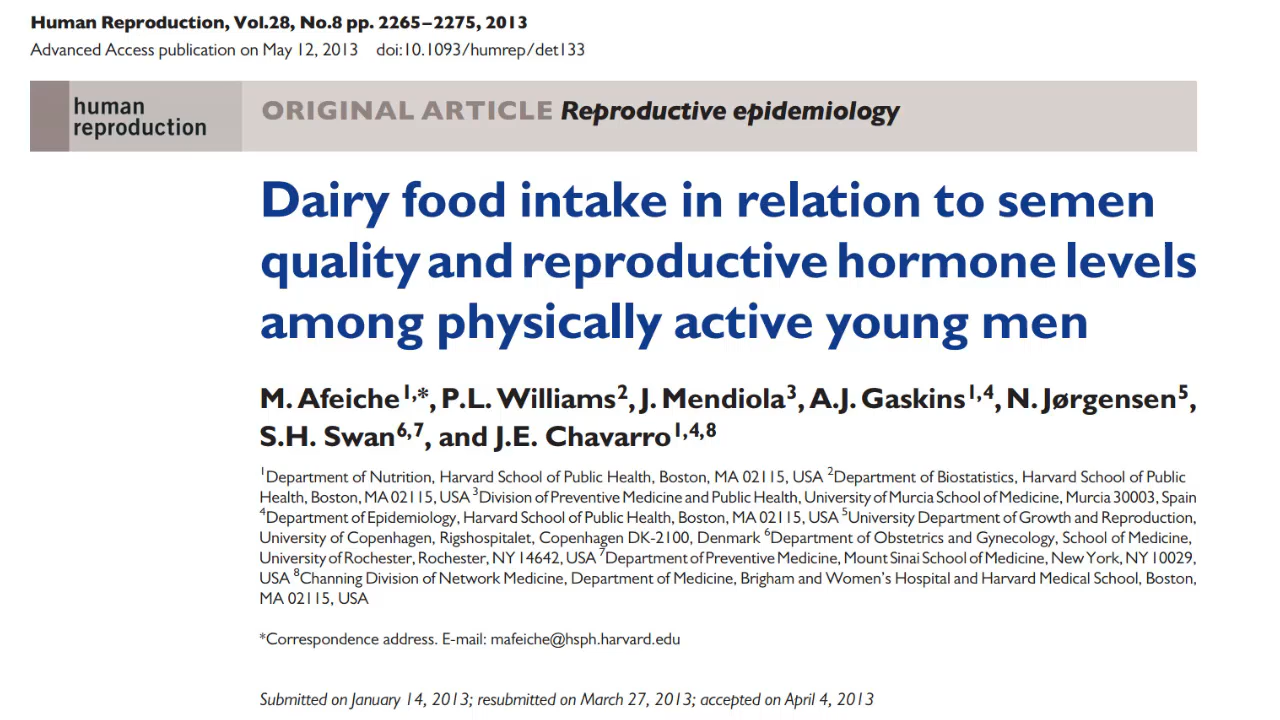 Human Reproduction, Vol.28, No.8 pp. 2265–2275, 2013
Advanced Access publication on May 12, 2013 doi:10.1093/humrep/det133
human
reproduction
ORIGINAL ARTICLE Reproductive epidemiology
Dairy food intake in relation to semen
quality and reproductive hormone levels
among physically active young men
M. Afeiche1,*, P.L. Williams2, J. Mendiola3, A.J. Gaskins1,4, N. Jørgensen5,
S.H. Swan6,7, and J.E. Chavarro1,4,8
1Department of Nutrition, Harvard School of Public Health, Boston, MA 02115, USA 2Department of Biostatistics, Harvard School of Public
Health, Boston, MA 02115, USA 3Division of Preventive Medicine and Public Health, University of Murcia School of Medicine, Murcia 30003, Spain
4Department of Epidemiology, Harvard School of Public Health, Boston, MA 02115, USA 5University Department of Growth and Reproduction,
University of Copenhagen, Rigshospitalet, Copenhagen DK-2100, Denmark 6Department of Obstetrics and Gynecology, School of Medicine,
University of Rochester, Rochester, NY 14642, USA 7Department of Preventive Medicine, Mount Sinai School of Medicine, New York, NY 10029,
USA 8Channing Division of Network Medicine, Department of Medicine, Brigham and Women's Hospital and Harvard Medical School, Boston,
MA 02115, USA
*Correspondence address. E-mail: mafeiche@hsph.harvard.edu
Submitted on January 14, 2013; resubmitted on March 27, 2013; accepted on April 4, 2013